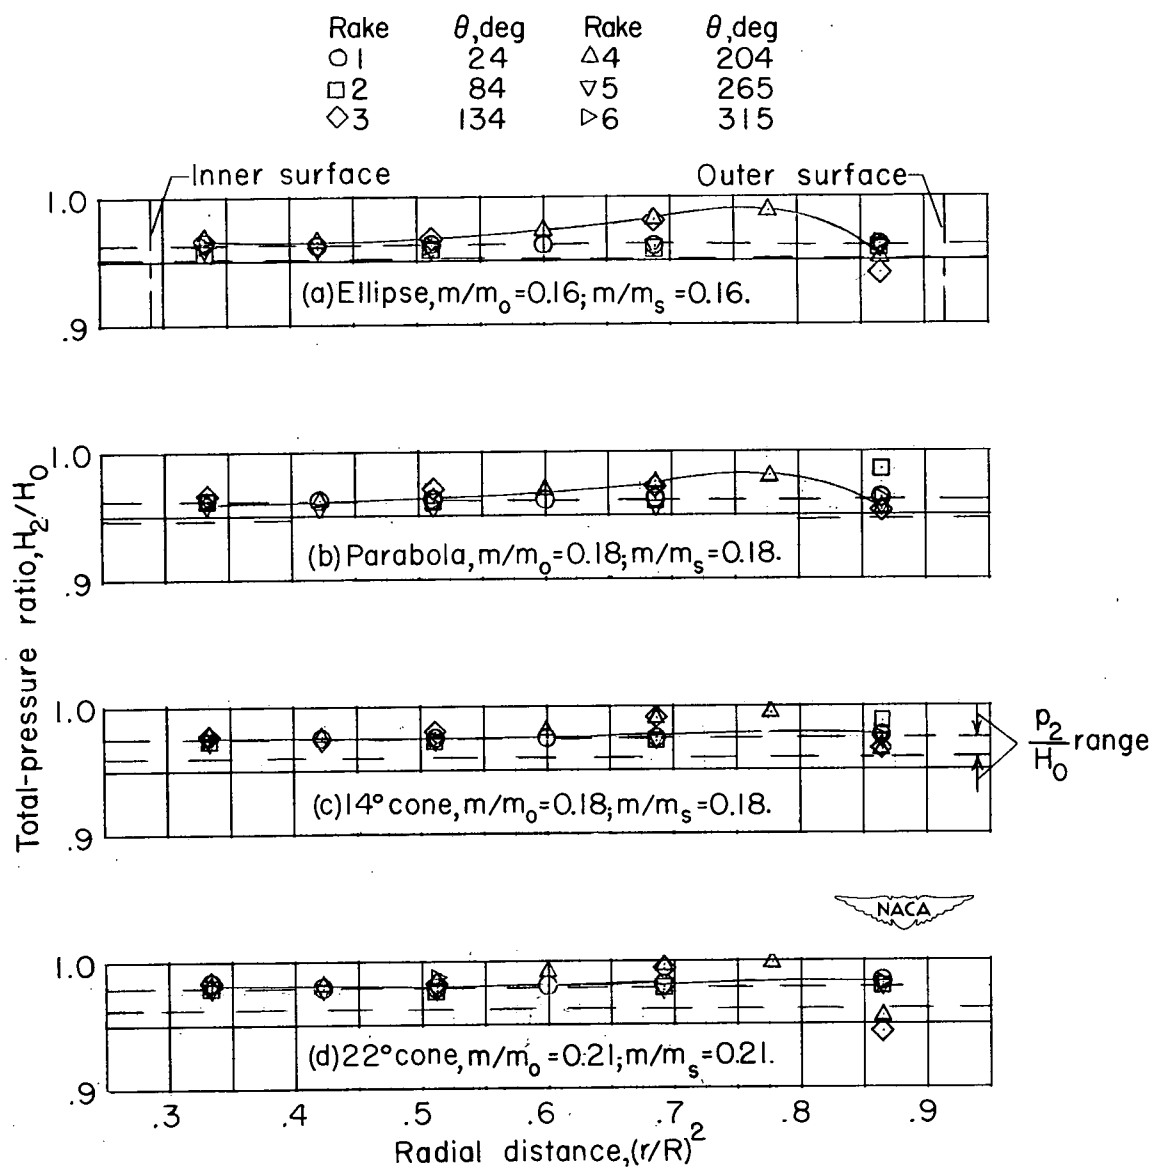 Rake θ,deg Rake θ,deg
1 24 4 204
2 84 5 265
3 134 6 315
Inner surface Outer surface
1.0
(a) Ellipse, m/mo = 0.16; m/ms = 0.16.
.9
1.0
(b) Parabola, m/mo = 0.18; m/ms = 0.18.
.9
1.0
p2/H0 range
(c) 14° cone, m/mo = 0.18; m/ms = 0.18.
.9
NACA
1.0
(d) 22° cone, m/mo = 0.21; m/ms = 0.21.
.9
.3 .4 .5 .6 .7 .8 .9
Radial distance, (r/R)²
Total-pressure ratio, H2/H0